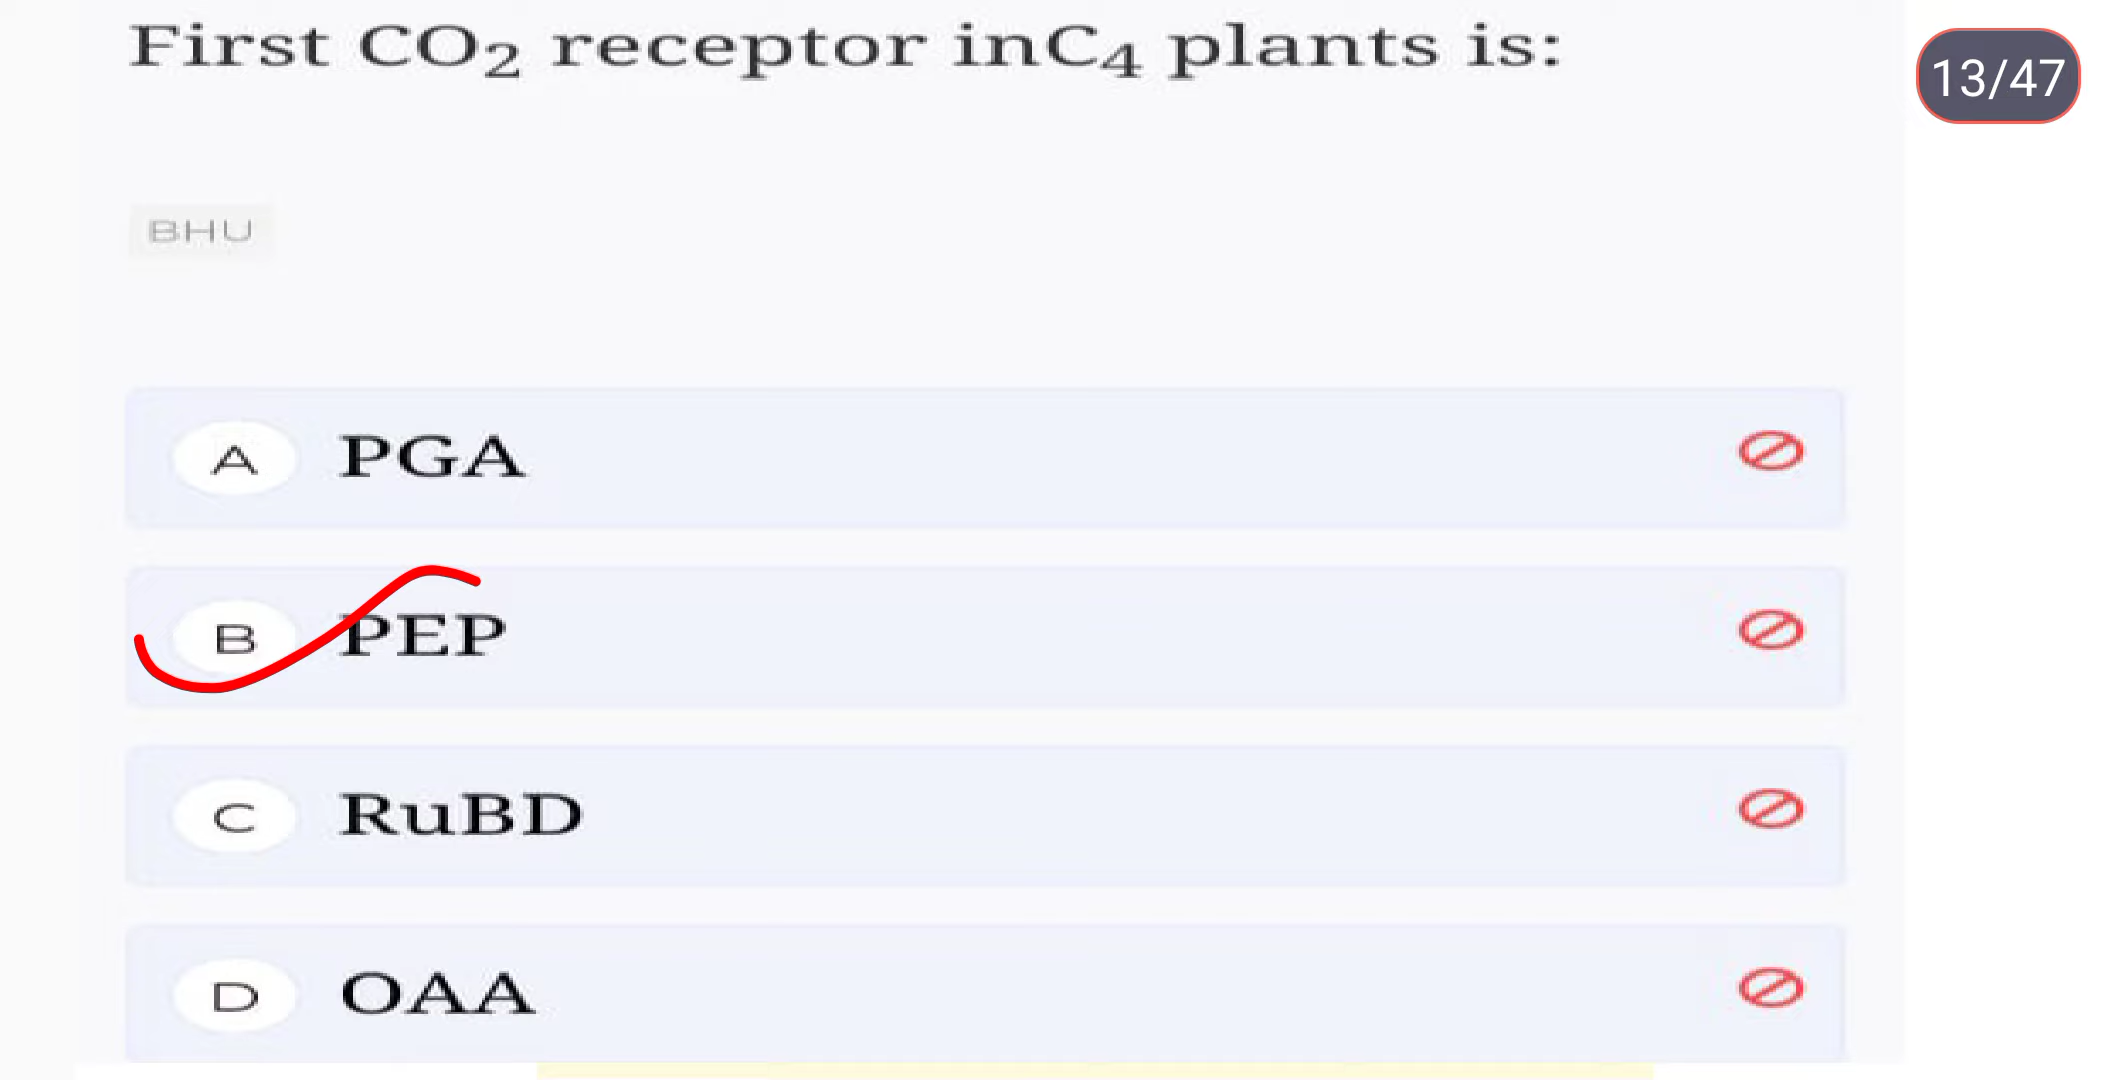 First CO₂ receptor inC₄ plants is:
13/47
BHU
A PGA
B PEP
C RuBD
D OAA